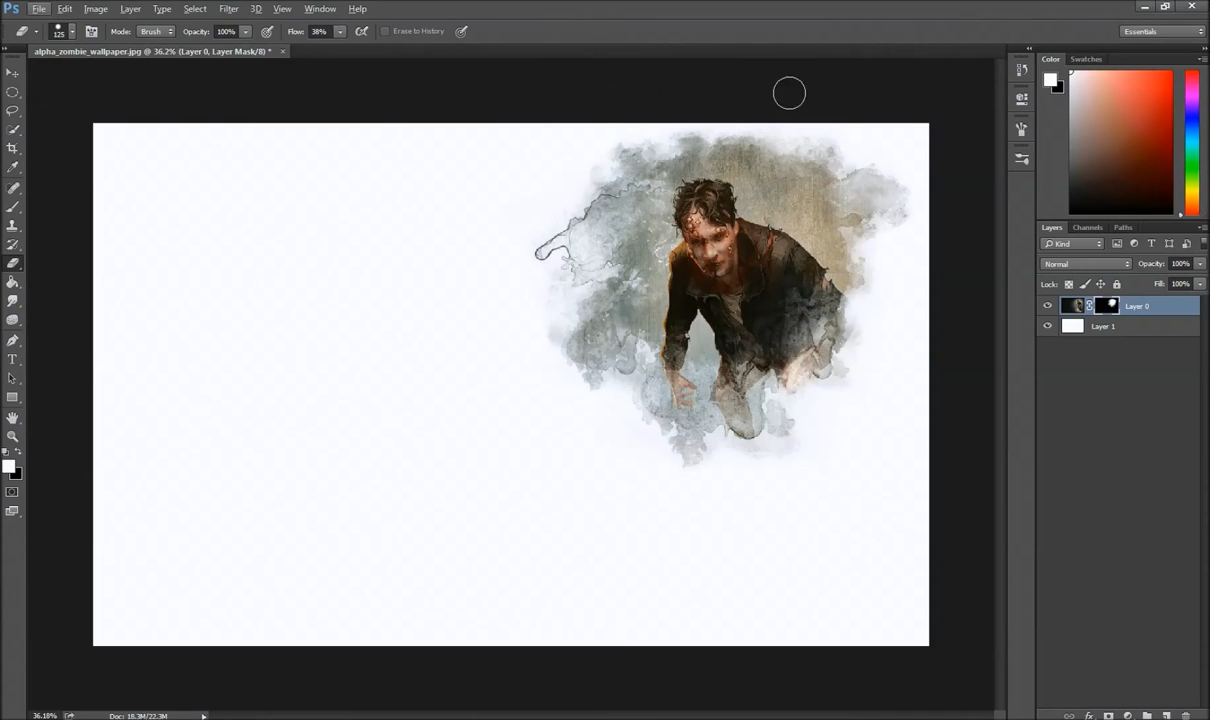 Ps File Edit Image Layer Type Select Filter 3D View Window Help
125 Mode: Brush Opacity: 100% Flow: 38% Erase to History Essentials
alpha_zombie_wallpaper.jpg @ 36.2% (Layer 0, Layer Mask/8) * ×
Color Swatches
Layers Channels Paths
Kind
Normal Opacity: 100%
Lock: Fill: 100%
Layer 0
Layer 1
36.18% Doc: 18.3M/22.3M